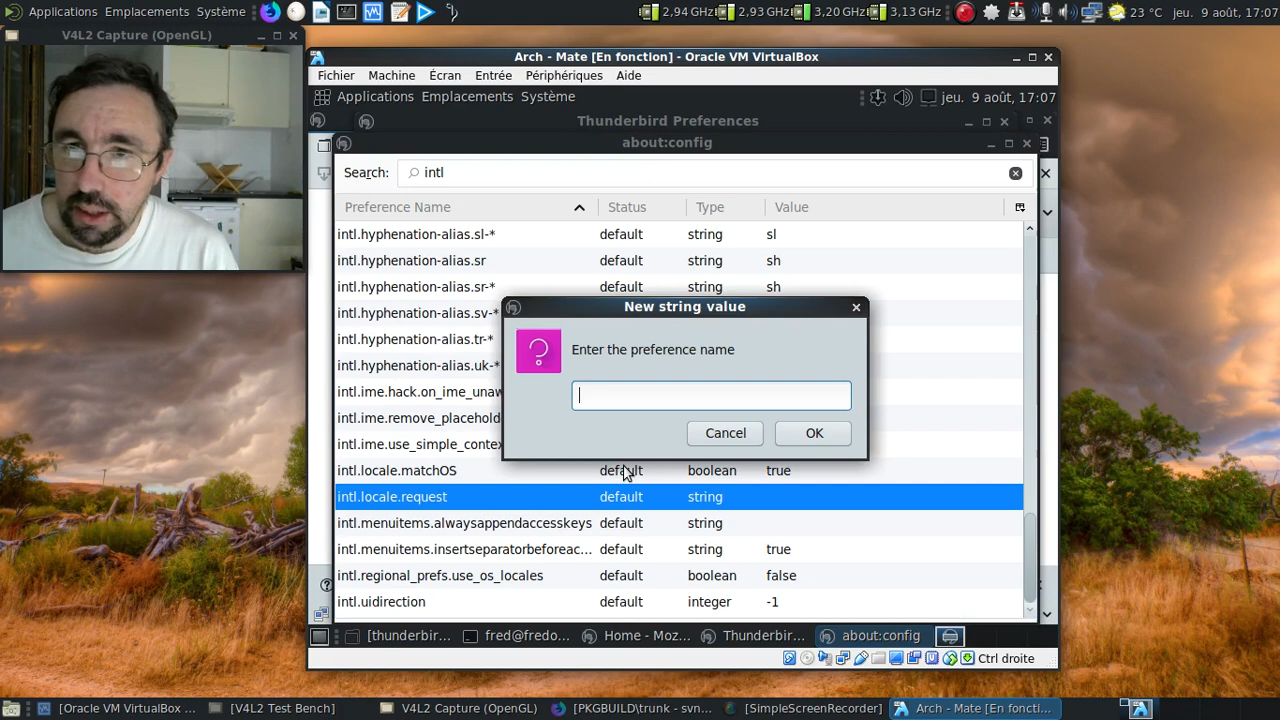 Applications Emplacements Système
2,94 GHz 2,93 GHz 3,20 GHz 3,13 GHz 23 °C jeu. 9 août, 17:07
V4L2 Capture (OpenGL)
Arch - Mate [En fonction] - Oracle VM VirtualBox
Fichier Machine Écran Entrée Périphériques Aide
Applications Emplacements Système jeu. 9 août, 17:07
Thunderbird Preferences
about:config
Search: intl
Preference Name Status Type Value
intl.hyphenation-alias.sl-* default string sl
intl.hyphenation-alias.sr default string sh
intl.hyphenation-alias.sr-* default string sh
intl.hyphenation-alias.sv-*
intl.hyphenation-alias.tr-*
intl.hyphenation-alias.uk-*
intl.ime.hack.on_ime_unaw
intl.ime.remove_placeholde
intl.ime.use_simple_contex
New string value
Enter the preference name
Cancel OK
intl.locale.matchOS default boolean true
intl.locale.request default string
intl.menuitems.alwaysappendaccesskeys default string
intl.menuitems.insertseparatorbeforeac... default string true
intl.regional_prefs.use_os_locales default boolean false
intl.uidirection default integer -1
[thunderbir... fred@fredo... Home - Moz... Thunderbir... about:config
Ctrl droite
[Oracle VM VirtualBox ... [V4L2 Test Bench] V4L2 Capture (OpenGL) [PKGBUILD\trunk - svn... [SimpleScreenRecorder] Arch - Mate [En foncti...